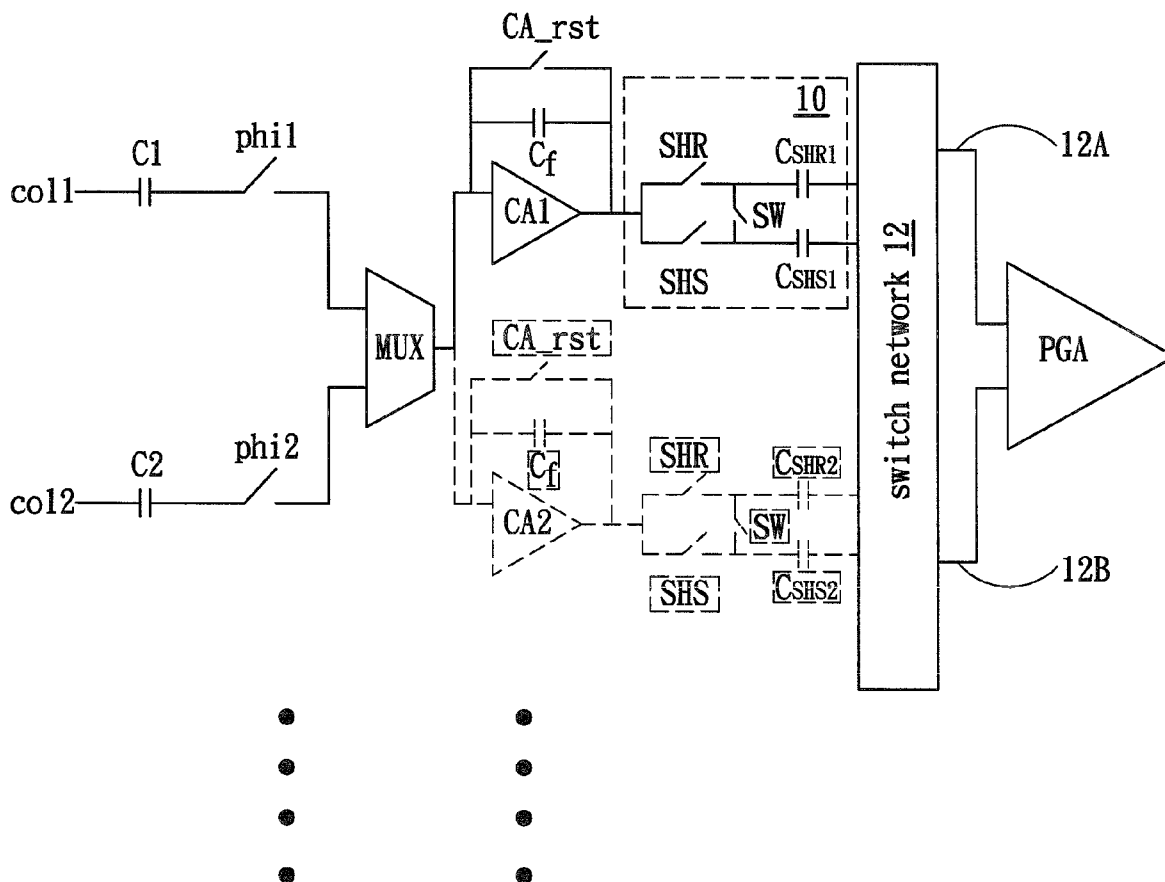 CA_rst
10
phi1
C1
Cf
SHR
CSHR1
12A
col1
CA1
SW
SHS
CSHS1
switch network 12
CA_rst
MUX
PGA
phi2
C2
Cf
SHR
CSHR2
col2
CA2
SW
SHS
CSHS2
12B